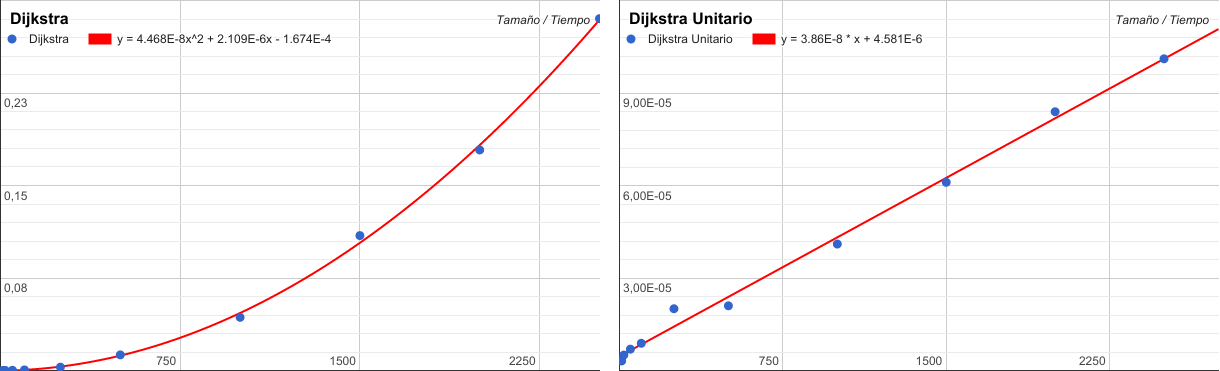 Dijkstra
Tamaño / Tiempo
Dijkstra y = 4.468E-8x^2 + 2.109E-6x - 1.674E-4
0,23
0,15
0,08
750 1500 2250
Dijkstra Unitario
Tamaño / Tiempo
Dijkstra Unitario y = 3.86E-8 * x + 4.581E-6
9,00E-05
6,00E-05
3,00E-05
750 1500 2250